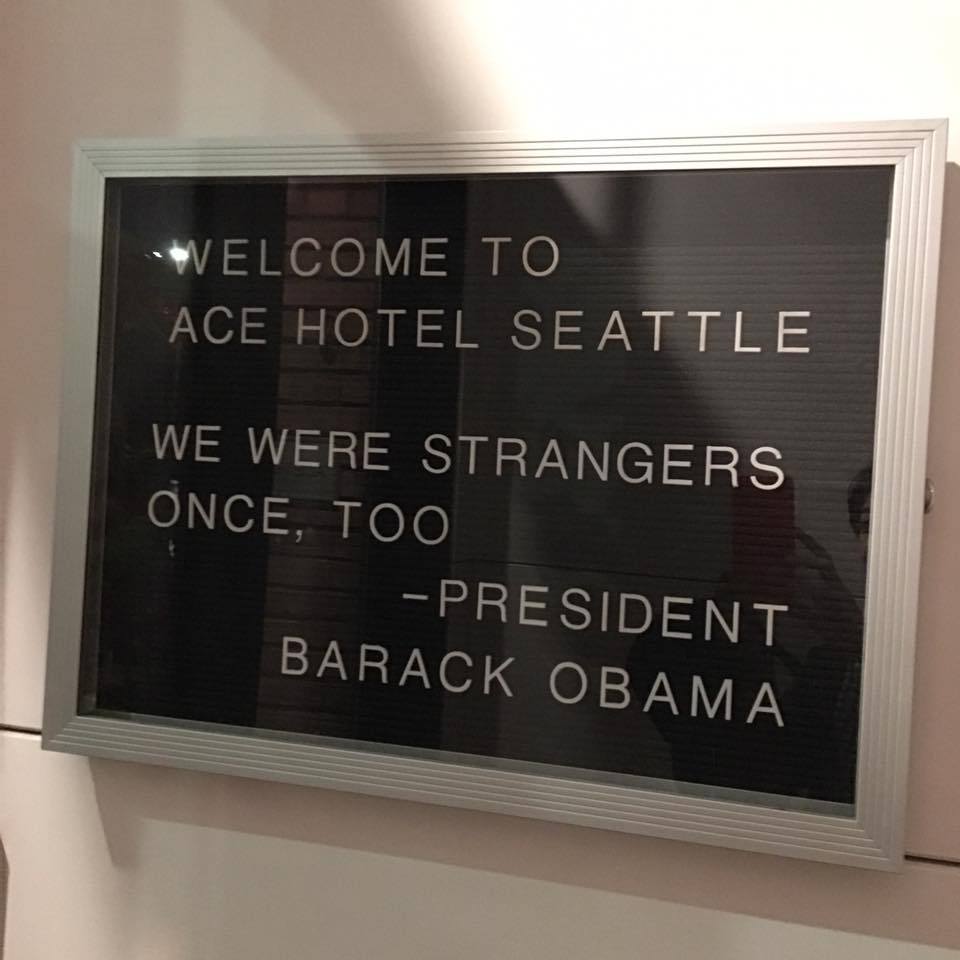 WELCOME TO
ACE HOTEL SEATTLE
WE WERE STRANGERS
ONCE, TOO
-PRESIDENT
BARACK OBAMA